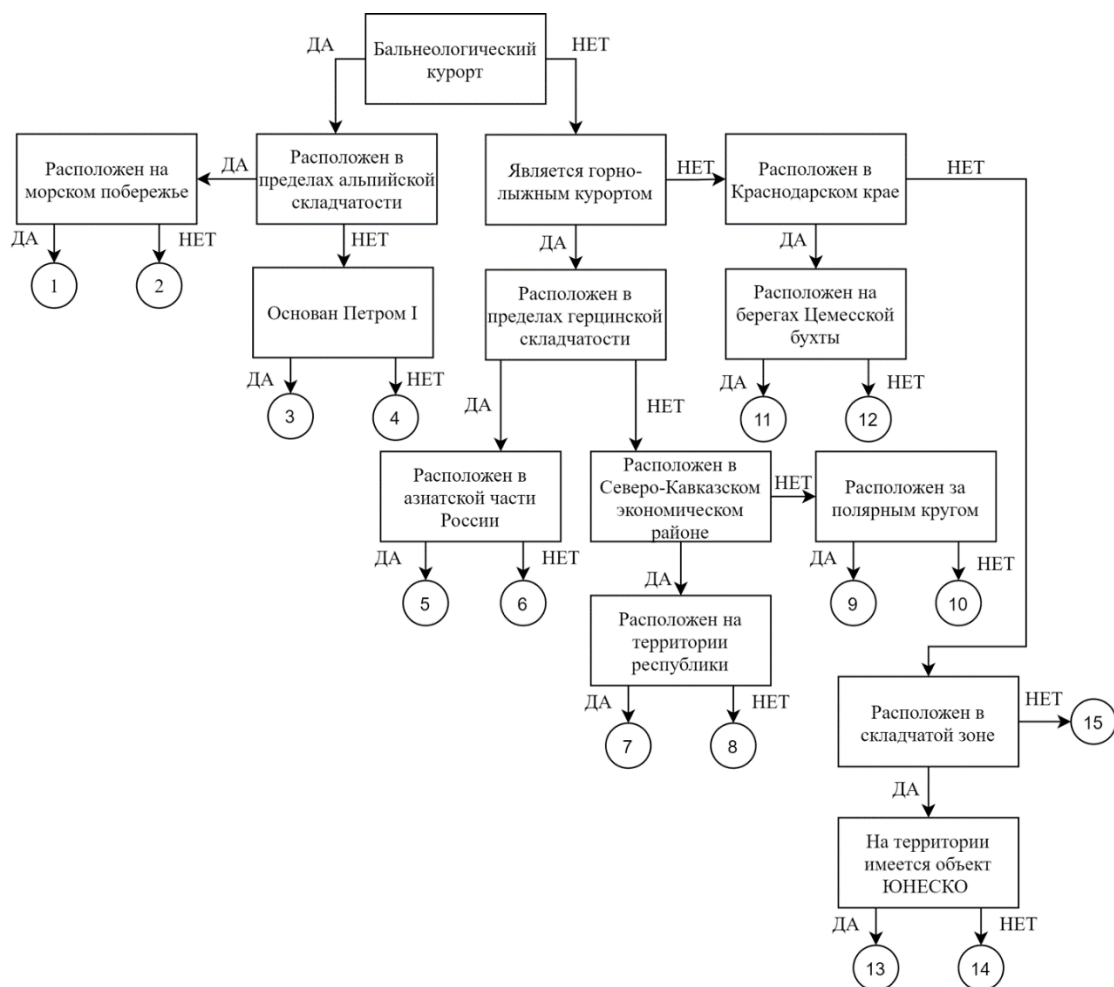 ДА
Бальнеологический
курорт
НЕТ
Расположен на
морском побережье
ДА
Расположен в
пределах альпийской
складчатости
Является горно-
лыжным курортом
НЕТ
Расположен в
Краснодарском крае
НЕТ
ДА
НЕТ
НЕТ
ДА
ДА
1
2
Основан Петром I
Расположен в
пределах герцинской
складчатости
Расположен на
берегах Цемесской
бухты
ДА
НЕТ
ДА
НЕТ
ДА
НЕТ
3
4
11
12
Расположен в
азиатской части
России
Расположен в
Северо-Кавказском
экономическом
районе
НЕТ
Расположен за
полярным кругом
ДА
НЕТ
ДА
ДА
НЕТ
5
6
9
10
Расположен на
территории
республики
ДА
НЕТ
7
8
Расположен в
складчатой зоне
НЕТ
15
ДА
На территории
имеется объект
ЮНЕСКО
ДА
НЕТ
13
14